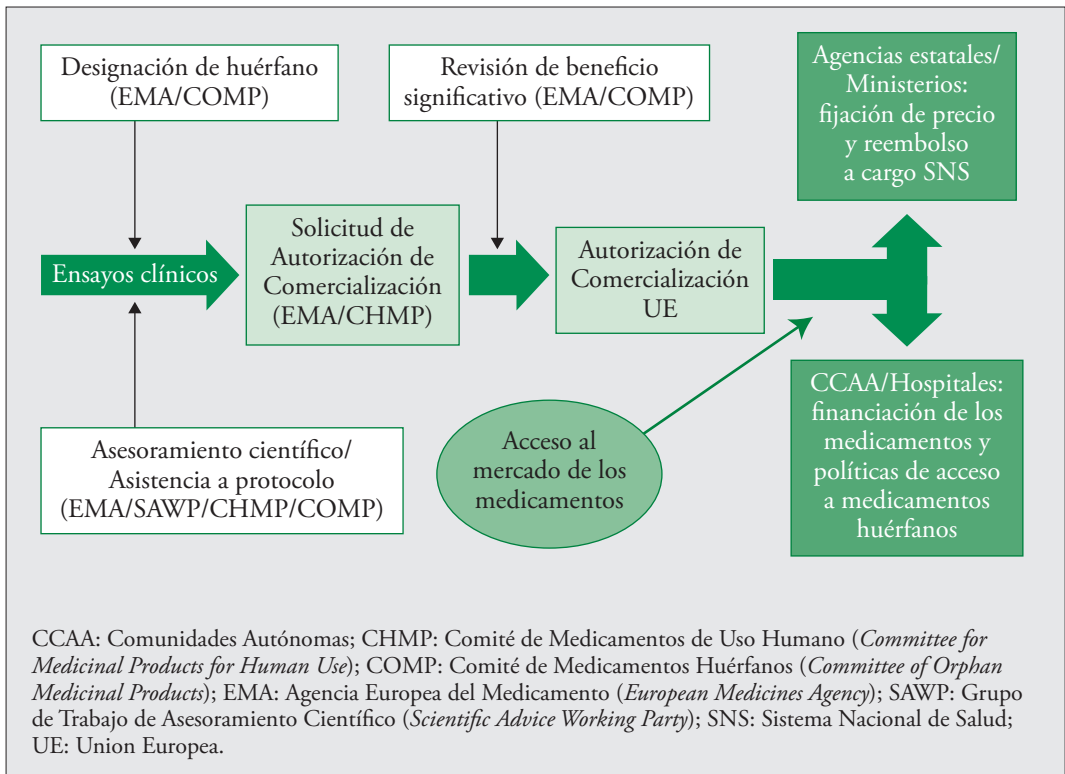 Designación de huérfano
(EMA/COMP)
Revisión de beneficio
significativo (EMA/COMP)
Agencias estatales/
Ministerios:
fijación de precio
y reembolso
a cargo SNS
Ensayos clínicos
Solicitud de
Autorización de
Comercialización
(EMA/CHMP)
Autorización de
Comercialización
UE
Asesoramiento científico/
Asistencia a protocolo
(EMA/SAWP/CHMP/COMP)
Acceso al
mercado de los
medicamentos
CCAA/Hospitales:
financiación de los
medicamentos y
políticas de acceso
a medicamentos
huérfanos
CCAA: Comunidades Autónomas; CHMP: Comité de Medicamentos de Uso Humano (Committee for
Medicinal Products for Human Use); COMP: Comité de Medicamentos Huérfanos (Committee of Orphan
Medicinal Products); EMA: Agencia Europea del Medicamento (European Medicines Agency); SAWP: Grupo
de Trabajo de Asesoramiento Científico (Scientific Advice Working Party); SNS: Sistema Nacional de Salud;
UE: Union Europea.